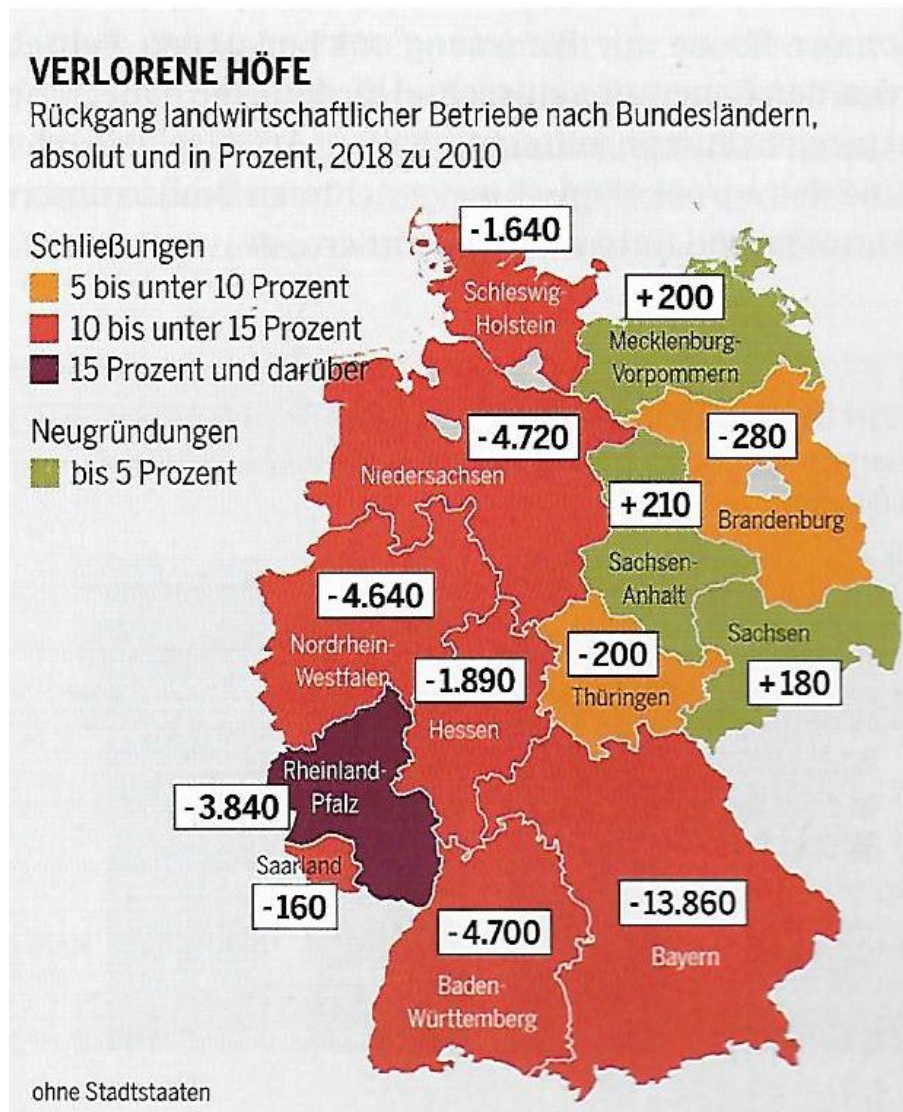 VERLORENE HÖFE
Rückgang landwirtschaftlicher Betriebe nach Bundesländern,
absolut und in Prozent, 2018 zu 2010
Schließungen
5 bis unter 10 Prozent
10 bis unter 15 Prozent
15 Prozent und darüber
Neugründungen
bis 5 Prozent
-1.640
Schleswig-
Holstein
+200
Mecklenburg-
Vorpommern
-4.720
Niedersachsen
-280
Brandenburg
+210
Sachsen-
Anhalt
-4.640
Nordrhein-
Westfalen
-1.890
Hessen
-200
Thüringen
Sachsen
+180
Rheinland-
Pfalz
-3.840
Saarland
-160
-4.700
Baden-
Württemberg
-13.860
Bayern
ohne Stadtstaaten